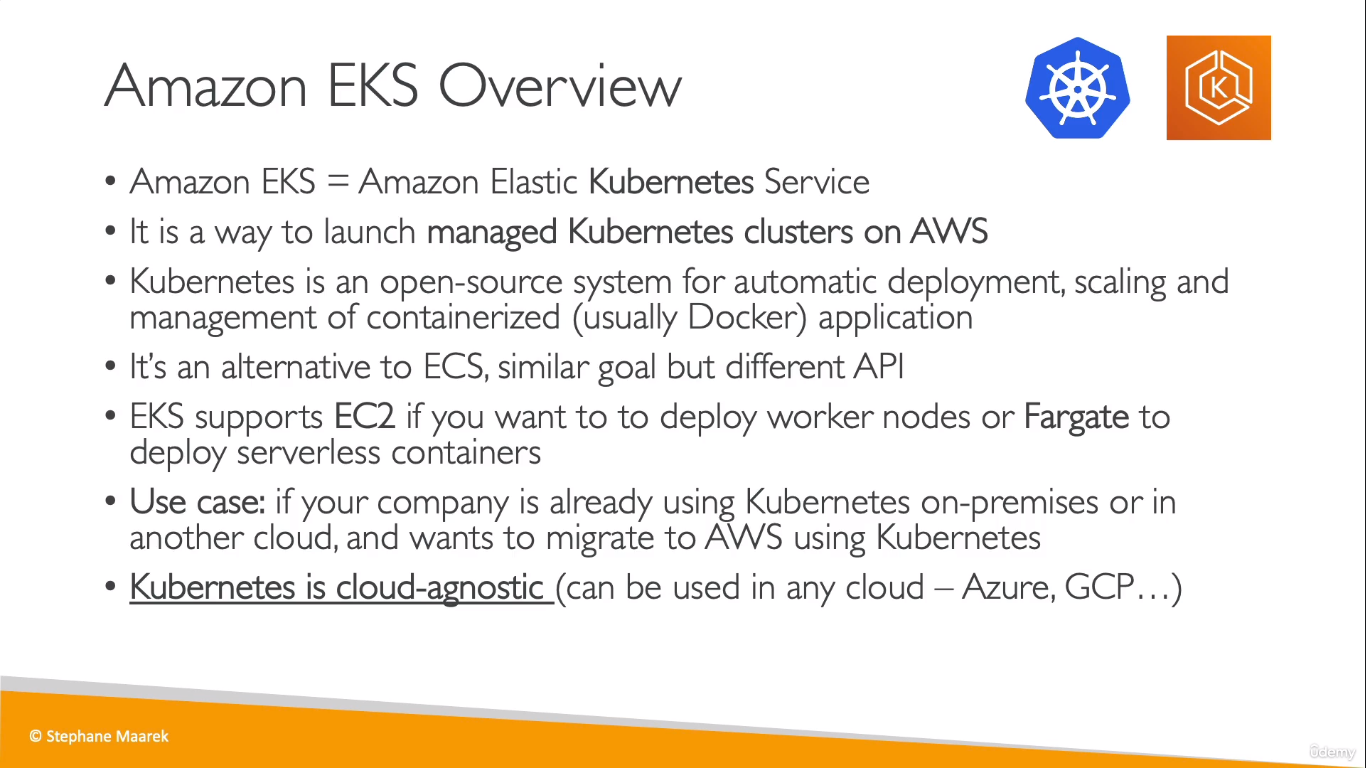 Amazon EKS Overview
K
• Amazon EKS = Amazon Elastic Kubernetes Service
• It is a way to launch managed Kubernetes clusters on AWS
• Kubernetes is an open-source system for automatic deployment, scaling and
management of containerized (usually Docker) application
• It’s an alternative to ECS, similar goal but different API
• EKS supports EC2 if you want to to deploy worker nodes or Fargate to
deploy serverless containers
• Use case: if your company is already using Kubernetes on-premises or in
another cloud, and wants to migrate to AWS using Kubernetes
• Kubernetes is cloud-agnostic (can be used in any cloud – Azure, GCP…)
© Stephane Maarek
ûdemy